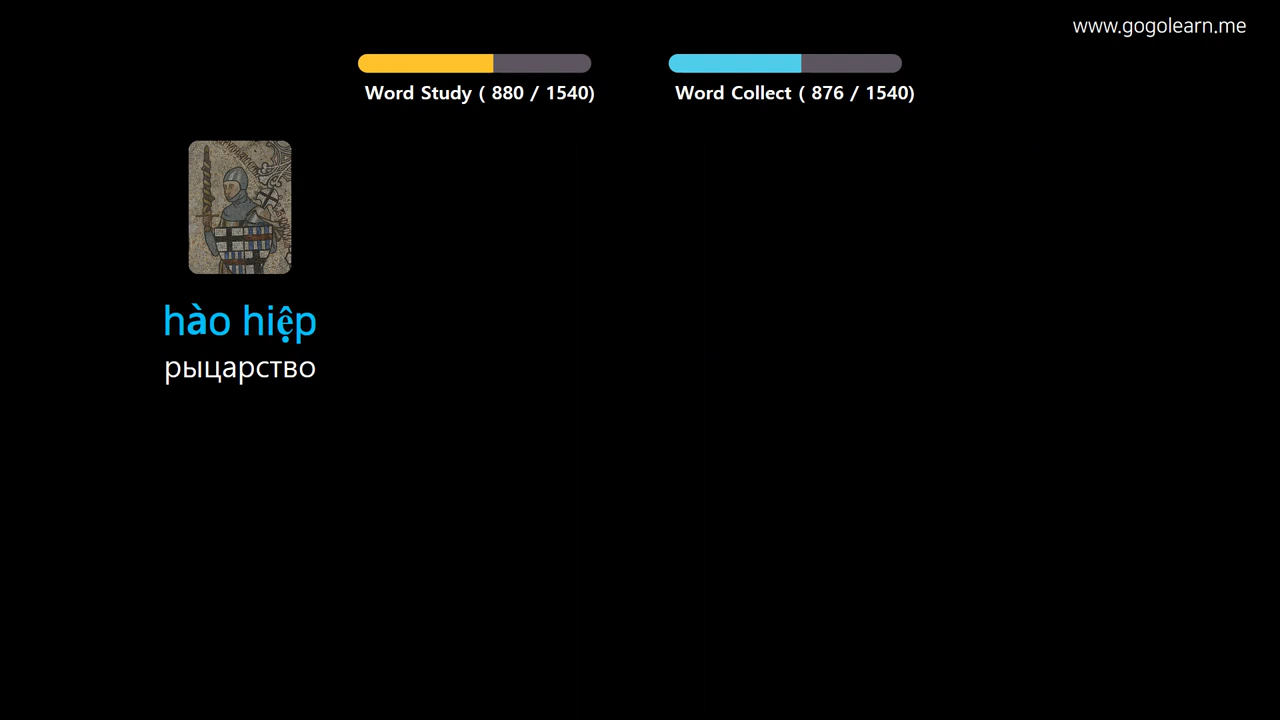 www.gogolearn.me
Word Study ( 880 / 1540)
Word Collect ( 876 / 1540)
hào hiệp
рыцарство